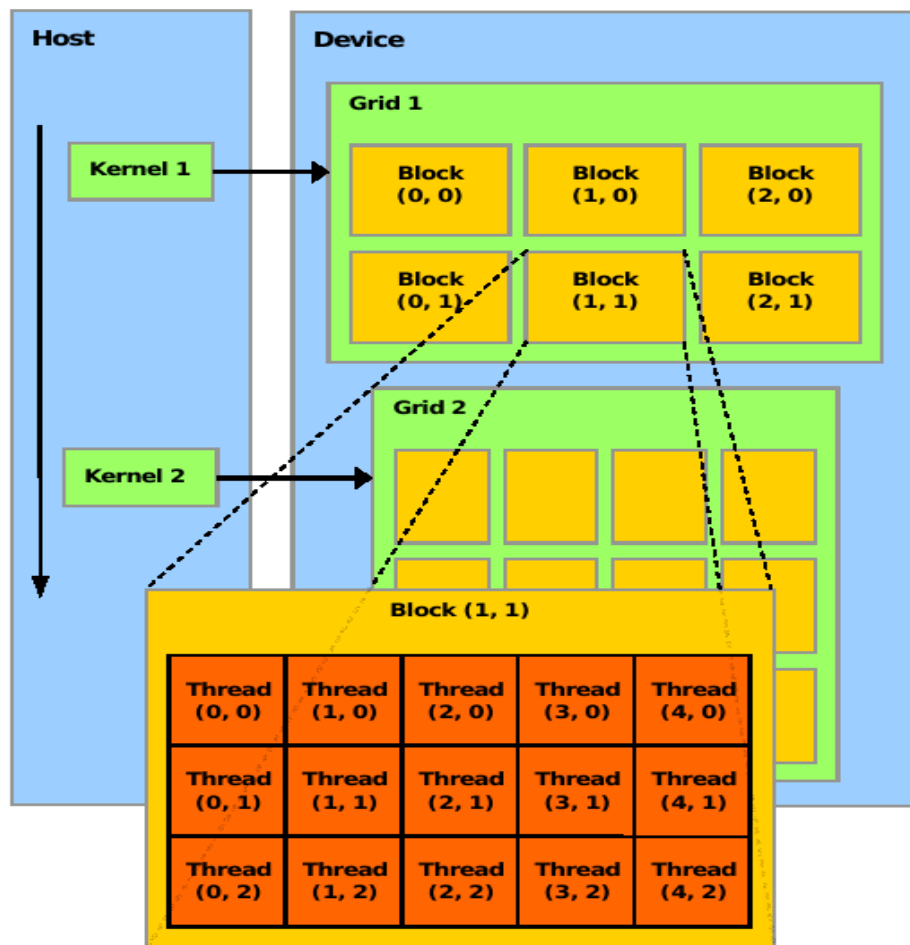 Host
Device
Grid 1
Kernel 1
Block Block Block
(0, 0) (1, 0) (2, 0)
Block Block Block
(0, 1) (1, 1) (2, 1)
Grid 2
Kernel 2
Block (1, 1)
Thread Thread Thread Thread Thread
(0, 0) (1, 0) (2, 0) (3, 0) (4, 0)
Thread Thread Thread Thread Thread
(0, 1) (1, 1) (2, 1) (3, 1) (4, 1)
Thread Thread Thread Thread Thread
(0, 2) (1, 2) (2, 2) (3, 2) (4, 2)